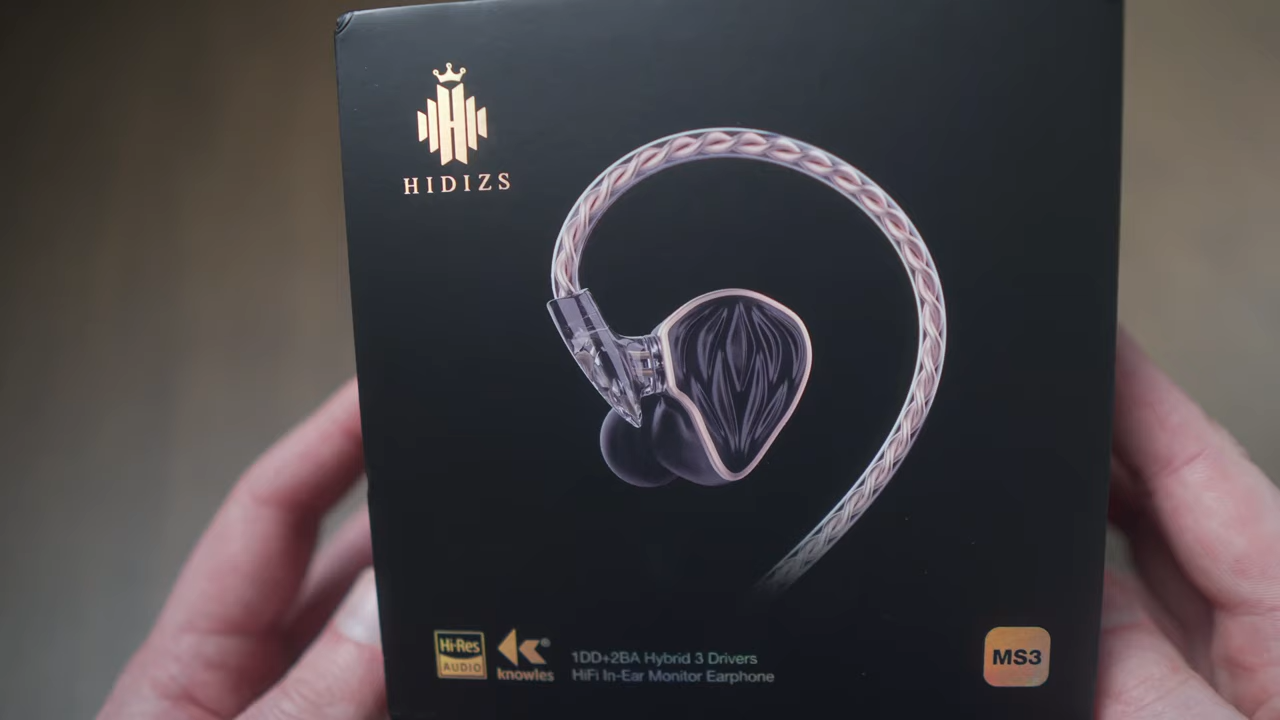 HIDIZS
Hi-Res
AUDIO
knowles
1DD+2BA Hybrid 3 Drivers
HiFi In-Ear Monitor Earphone
MS3